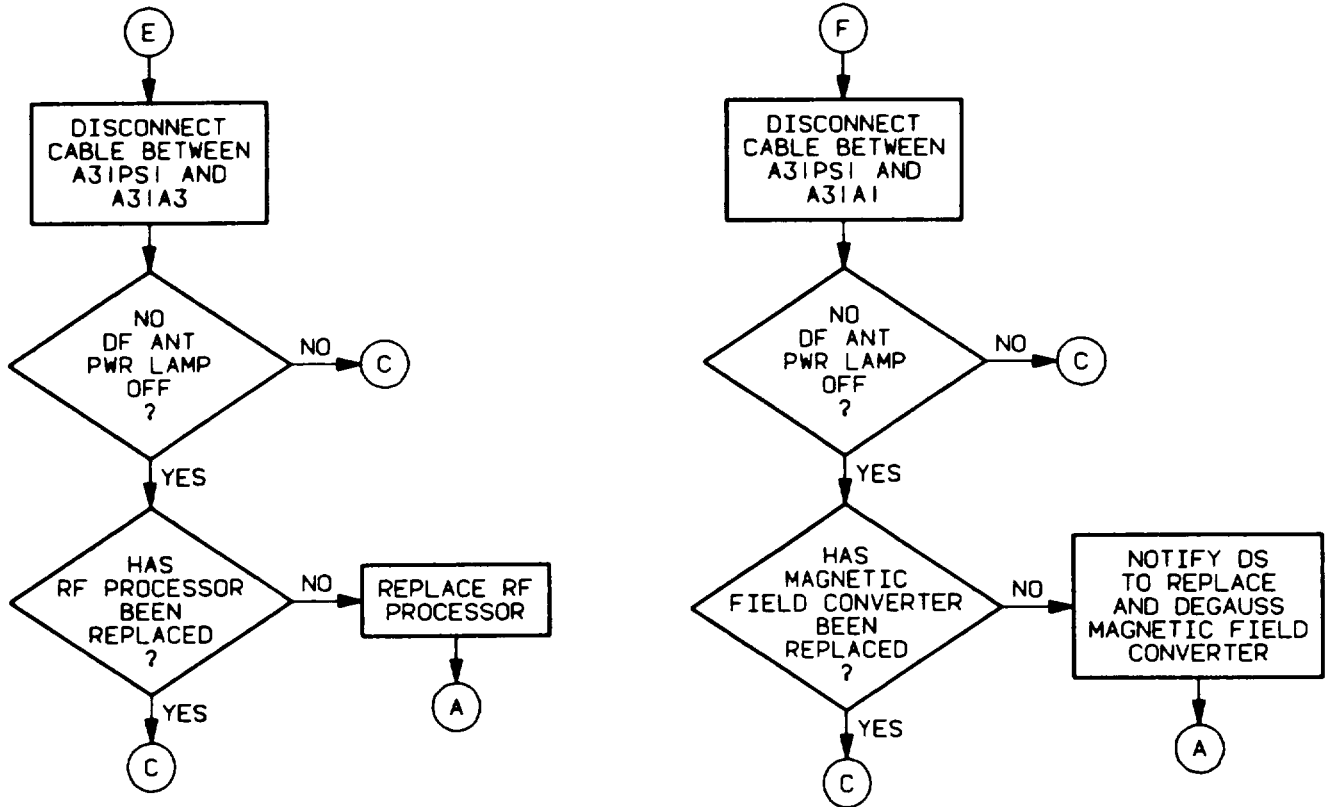 E
DISCONNECT
CABLE BETWEEN
A31PS1 AND
A31A3
NO
DF ANT
PWR LAMP
OFF
?
NO
C
YES
HAS
RF PROCESSOR
BEEN
REPLACED
?
NO
REPLACE RF
PROCESSOR
A
YES
C
F
DISCONNECT
CABLE BETWEEN
A31PS1 AND
A31A1
NO
DF ANT
PWR LAMP
OFF
?
NO
C
YES
HAS
MAGNETIC
FIELD CONVERTER
BEEN
REPLACED
?
NO
NOTIFY DS
TO REPLACE
AND DEGAUSS
MAGNETIC FIELD
CONVERTER
A
YES
C